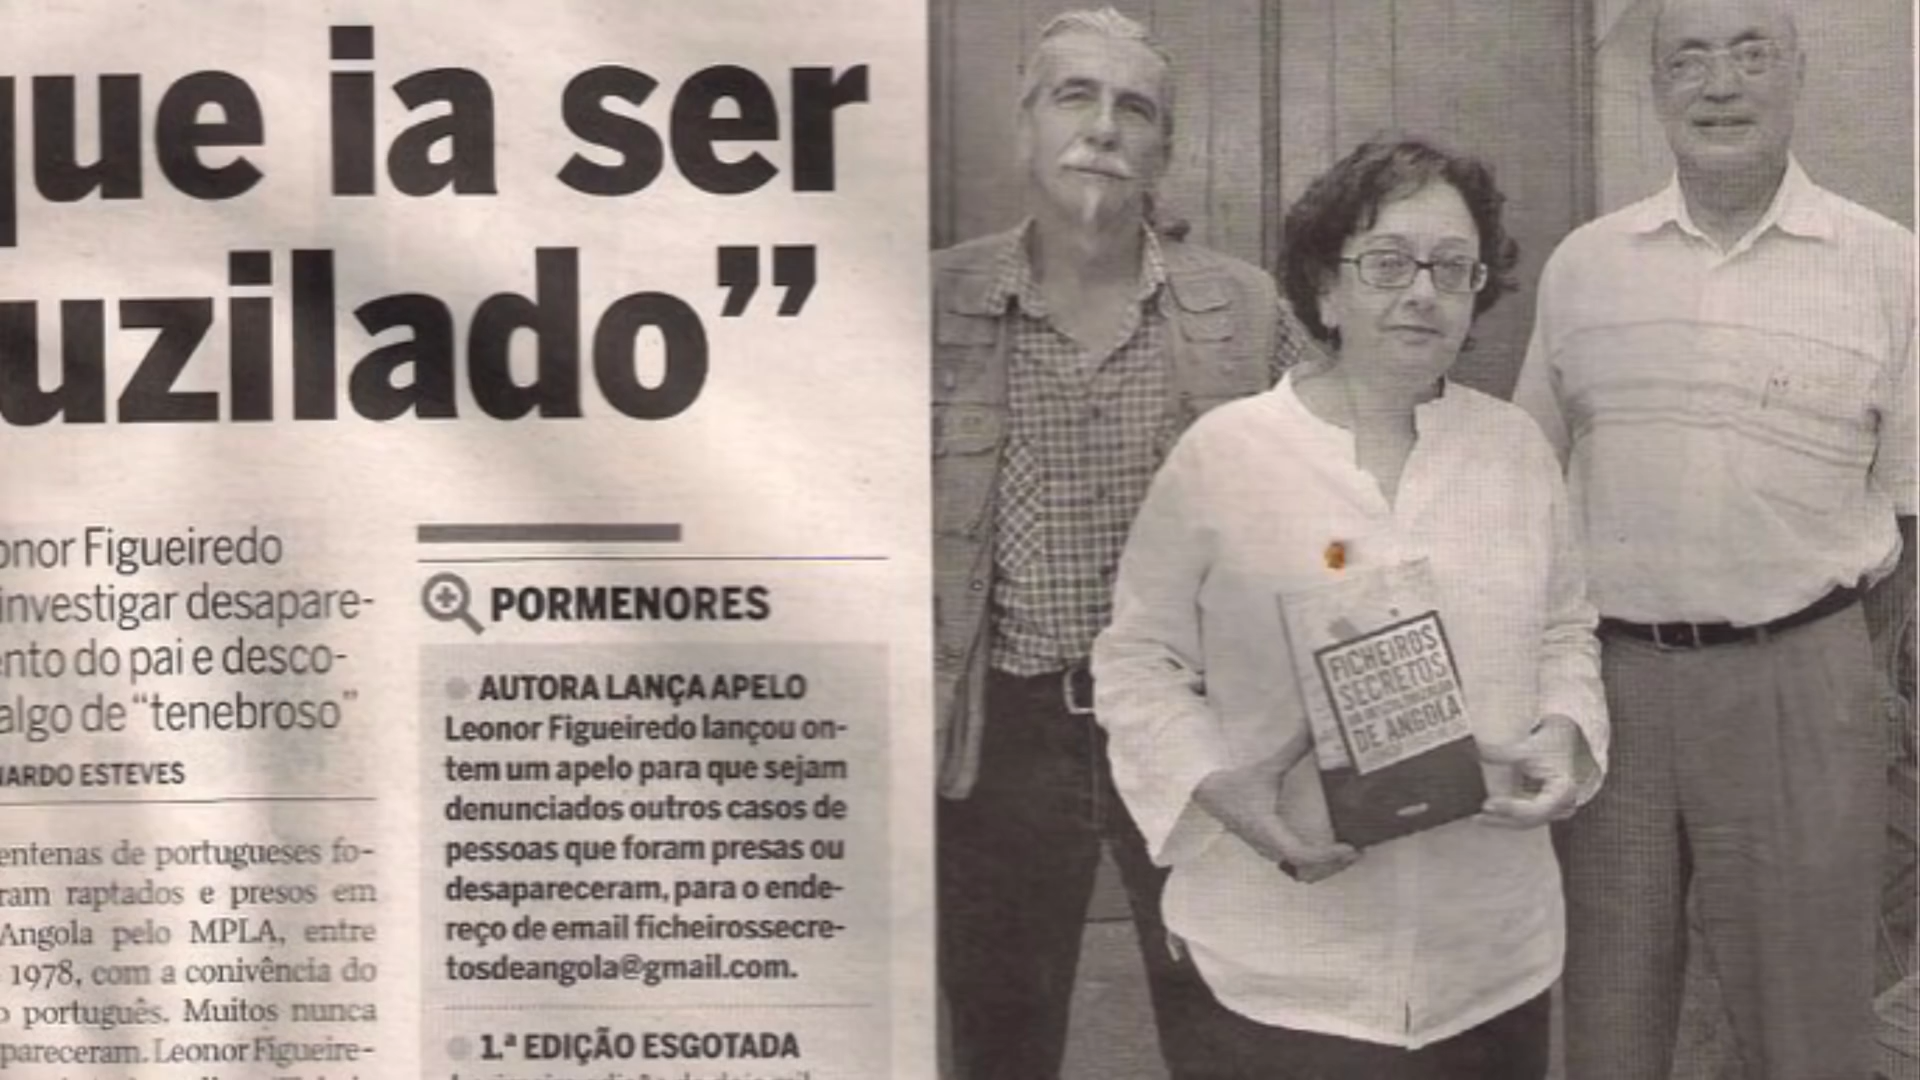 que ia ser
uzilado”
onor Figueiredo
investigar desapare-
ento do pai e desco-
algo de “tenebroso”
NARDO ESTEVES
entenas de portugueses fo-
ram raptados e presos em
Angola pelo MPLA, entre
1978, com a conivência do
o português. Muitos nunca
pareceram. Leonor Figueire-
PORMENORES
AUTORA LANÇA APELO
Leonor Figueiredo lançou on-
tem um apelo para que sejam
denunciados outros casos de
pessoas que foram presas ou
desapareceram, para o ende-
reço de email ficheirossecre-
tosdeangola@gmail.com.
1.ª EDIÇÃO ESGOTADA
FICHEIROS
SECRETOS
DA DESCOLONIZAÇÃO
DE ANGOLA